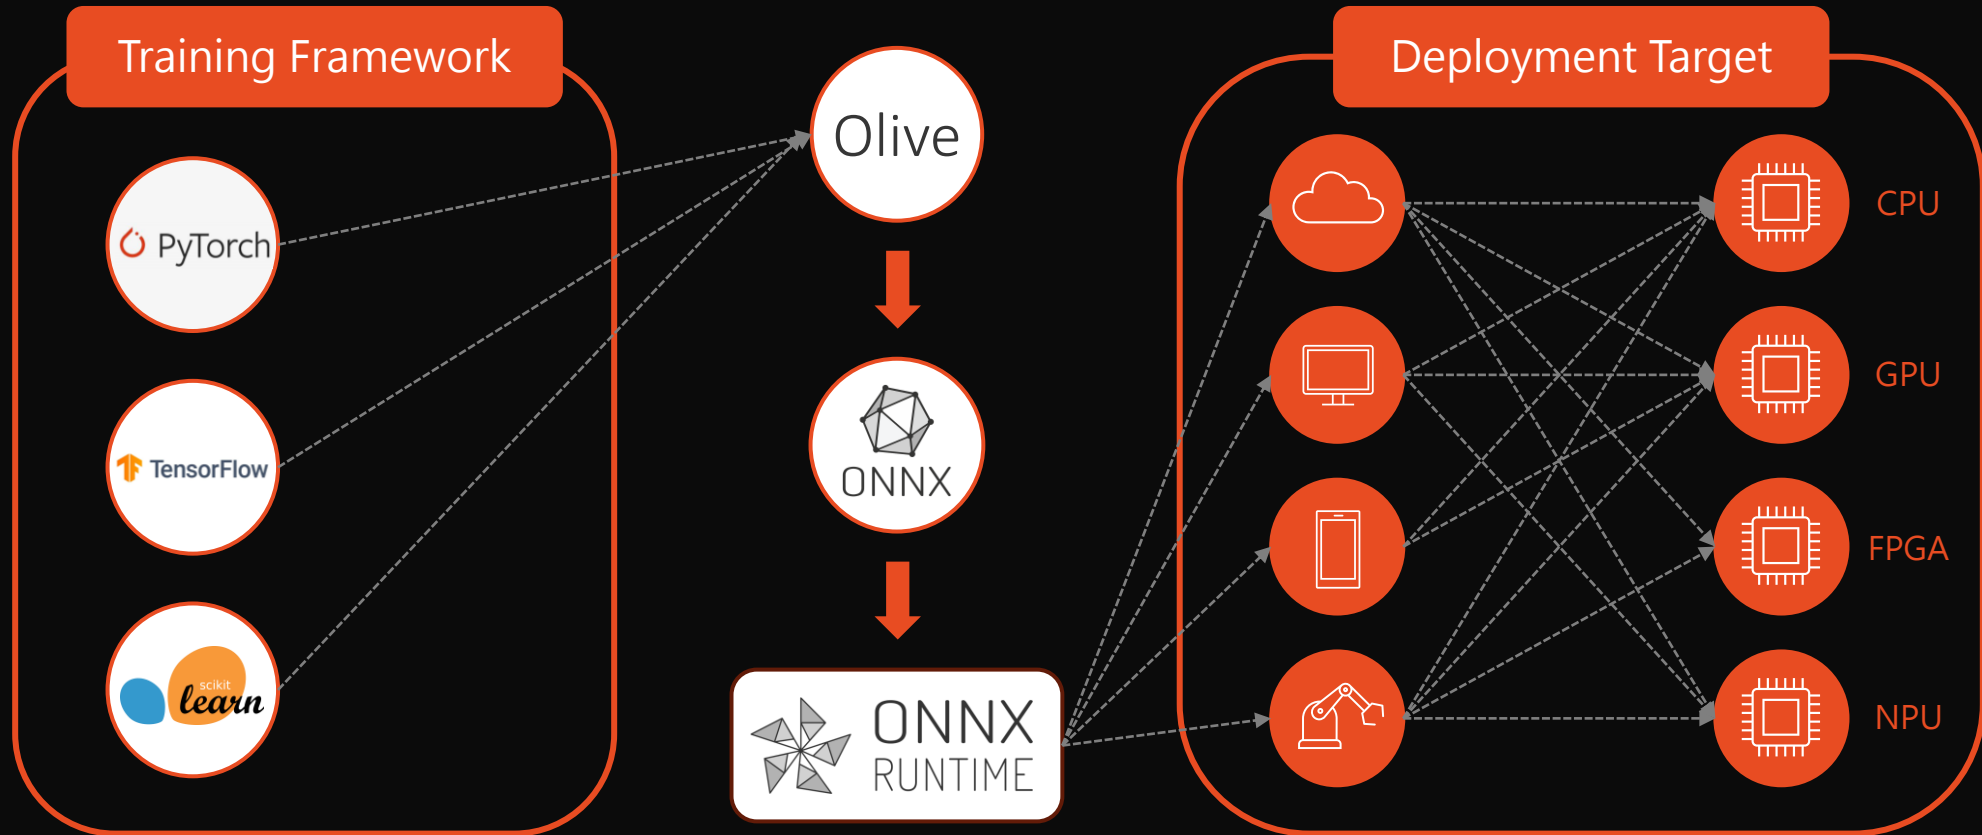 Training Framework
PyTorch
TensorFlow
scikit
learn
Olive
ONNX
ONNX
RUNTIME
Deployment Target
CPU
GPU
FPGA
NPU